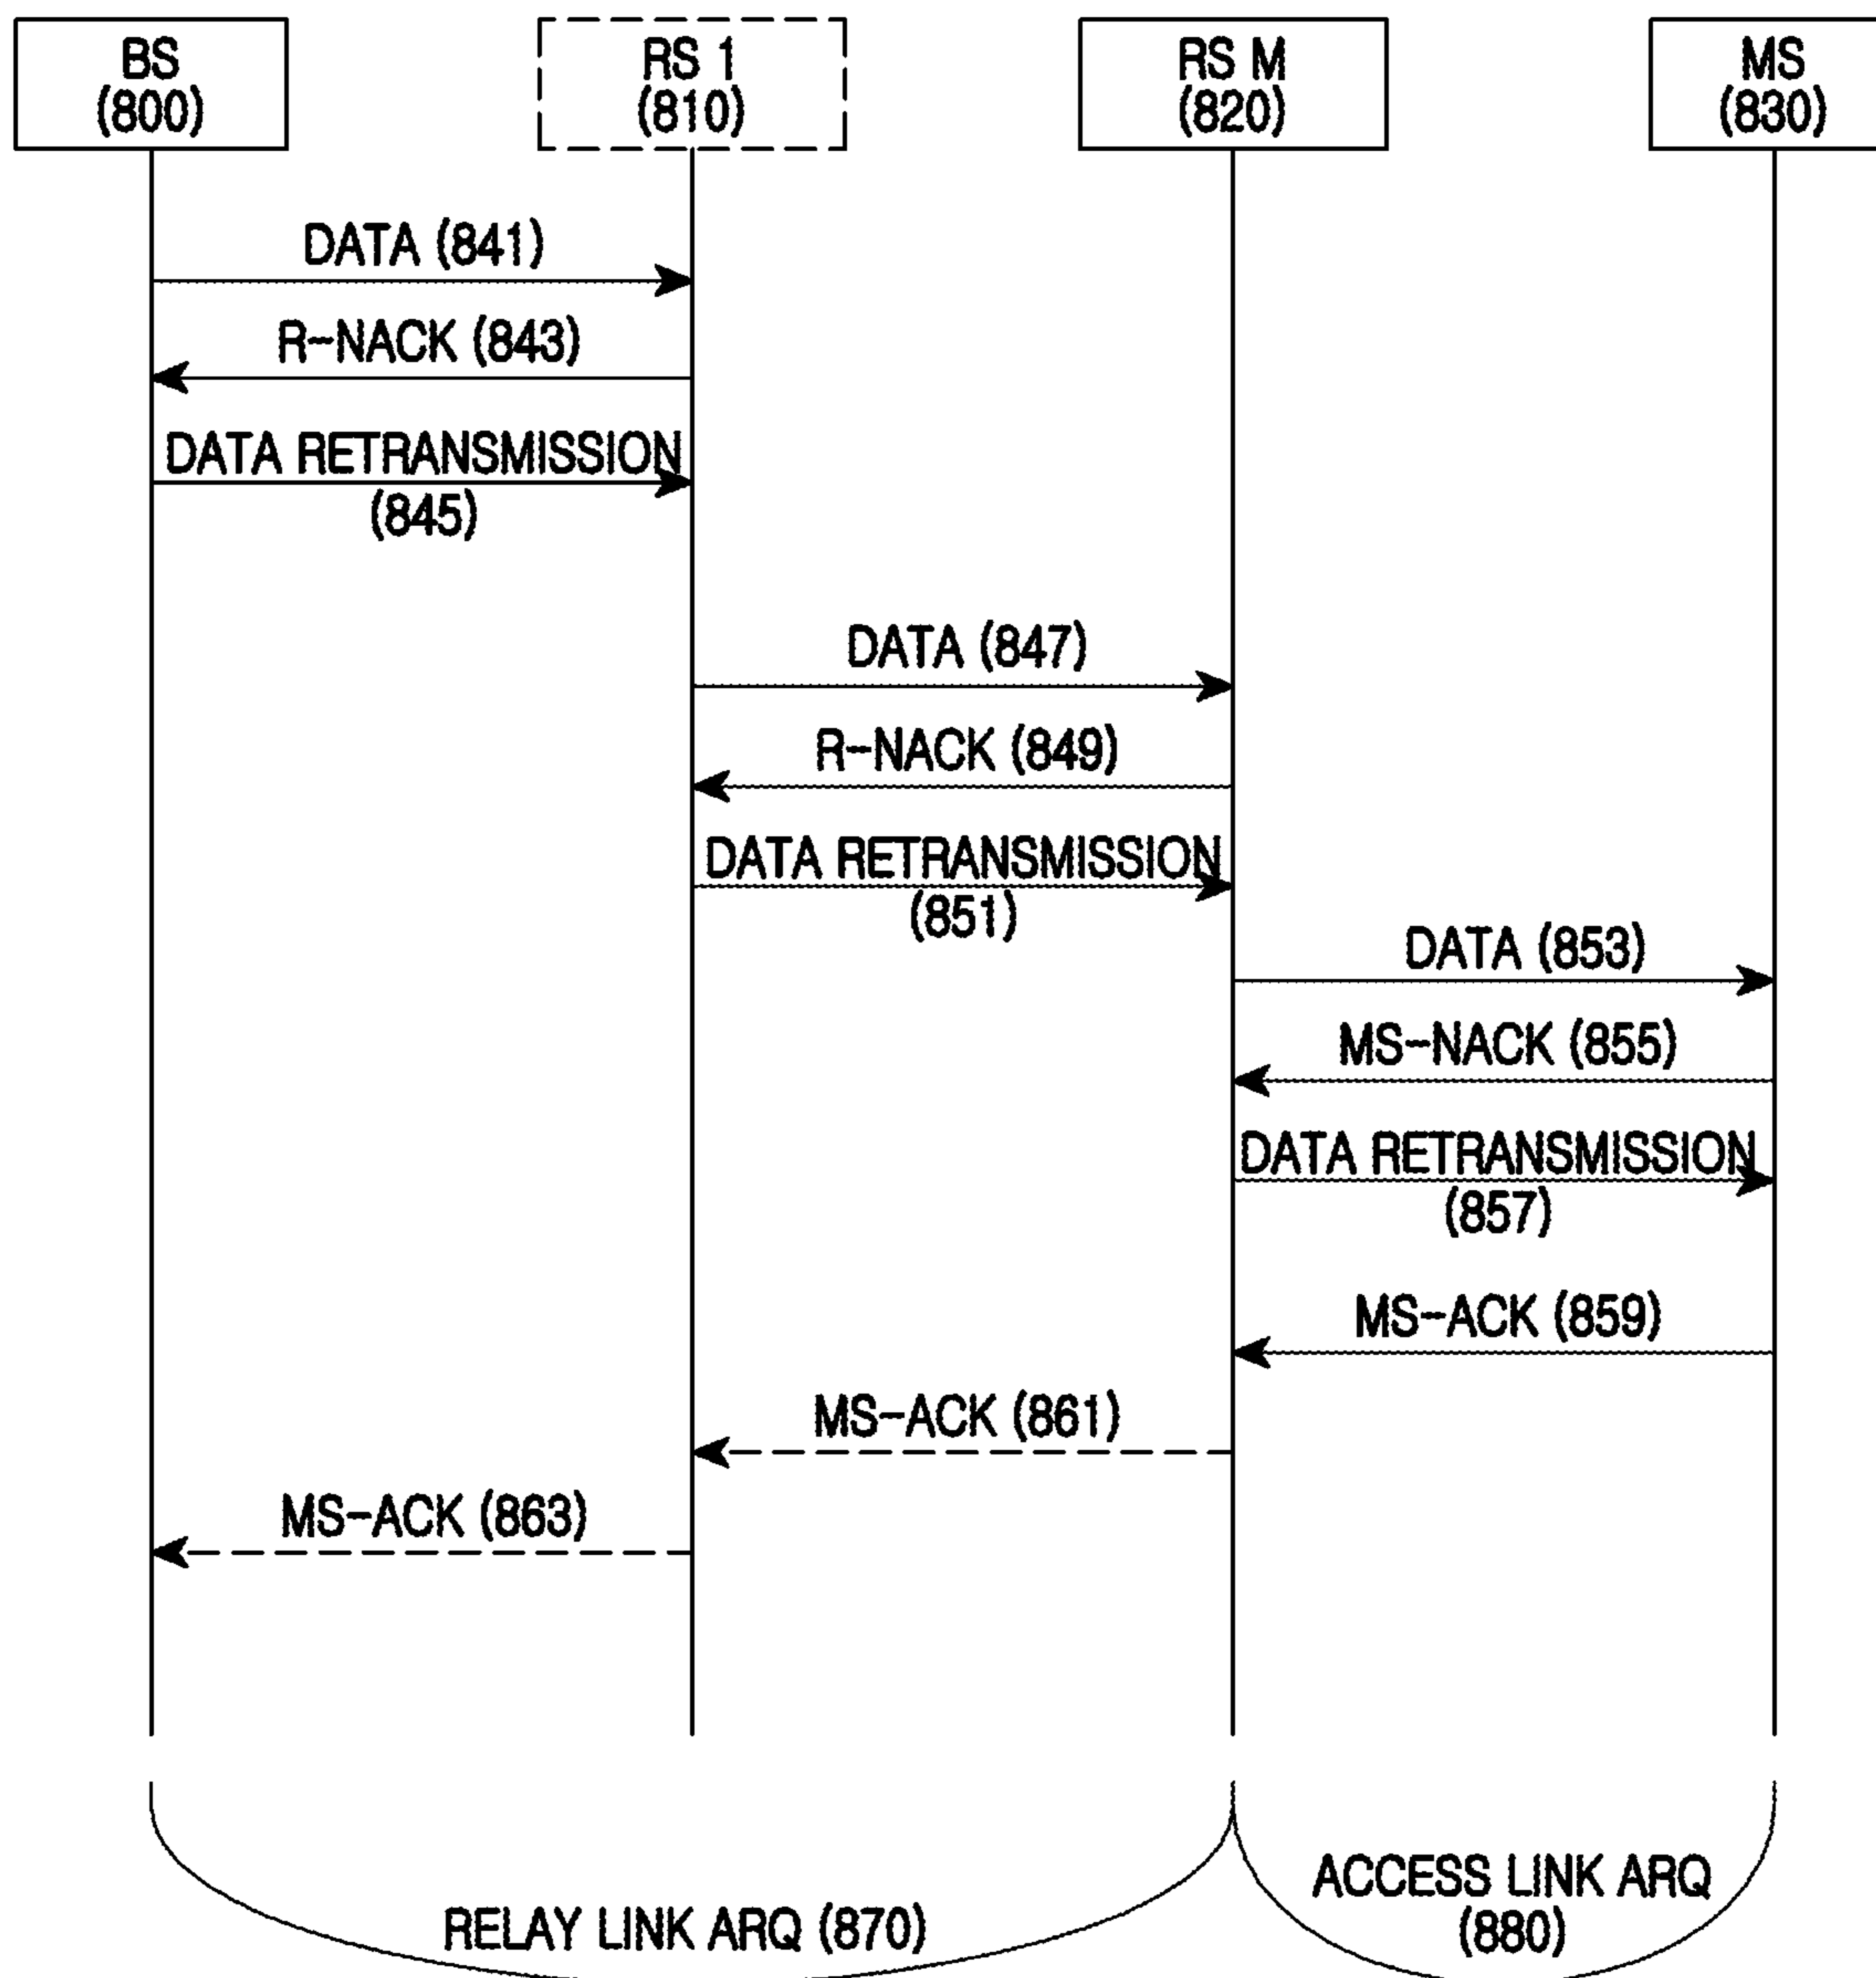 BS
(800)
RS 1
(810)
RS M
(820)
MS
(830)
DATA (841)
R-NACK (843)
DATA RETRANSMISSION
(845)
DATA (847)
R-NACK (849)
DATA RETRANSMISSION
(851)
DATA (853)
MS-NACK (855)
DATA RETRANSMISSION
(857)
MS-ACK (859)
MS-ACK (861)
MS-ACK (863)
RELAY LINK ARQ (870)
ACCESS LINK ARQ
(880)